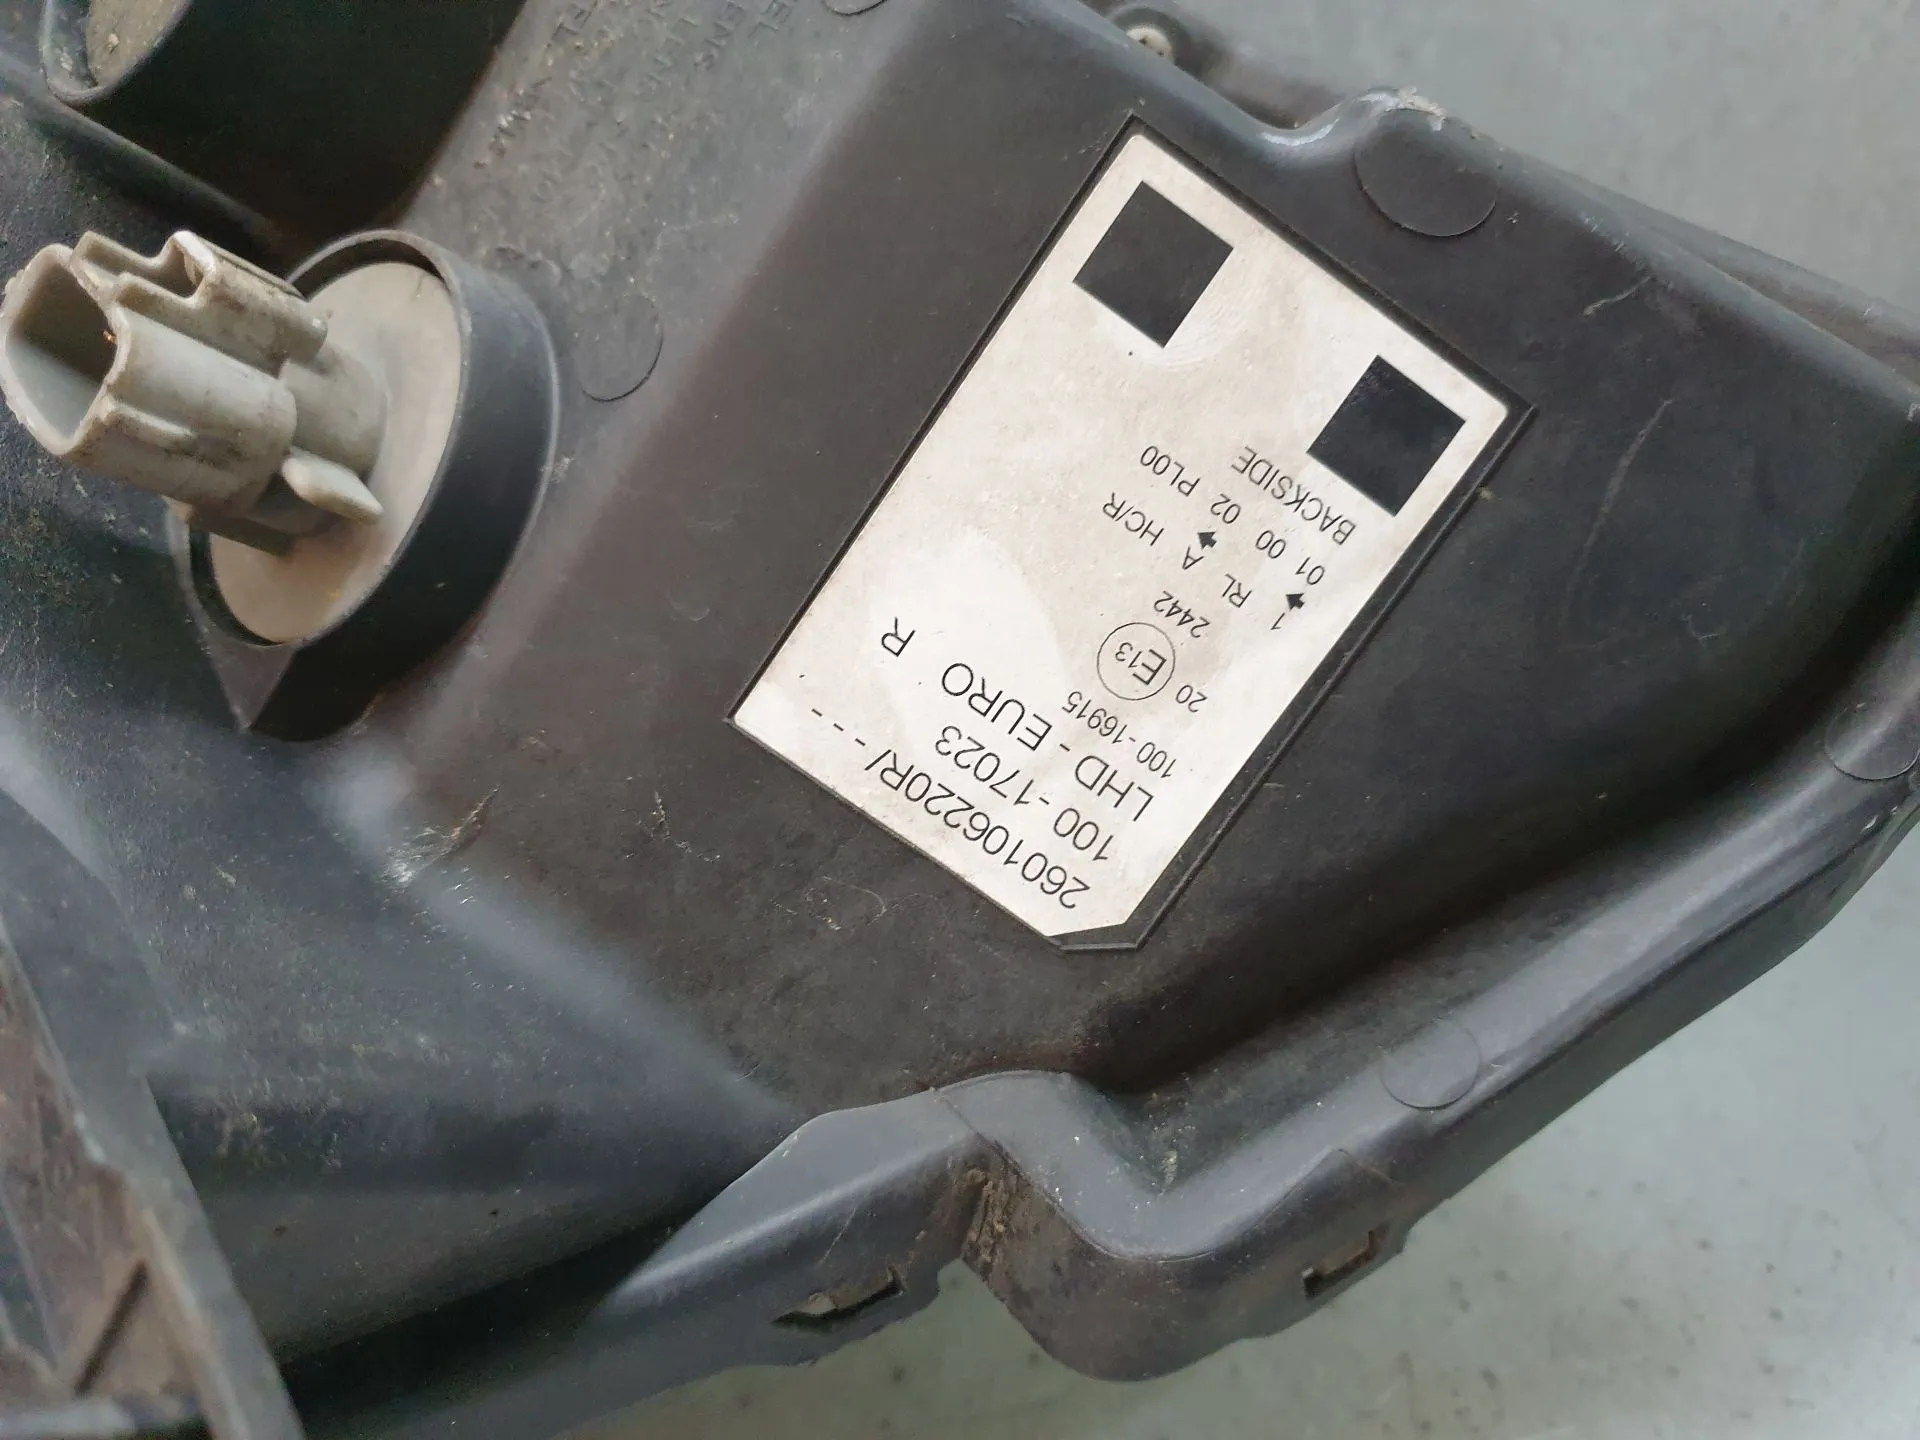 260106220R/ - - - -
100 -17023
LHD - EURO R
100 -16915
20 E13 2442
RL A HC/R
1 01 00 02 PL00
BACKSIDE